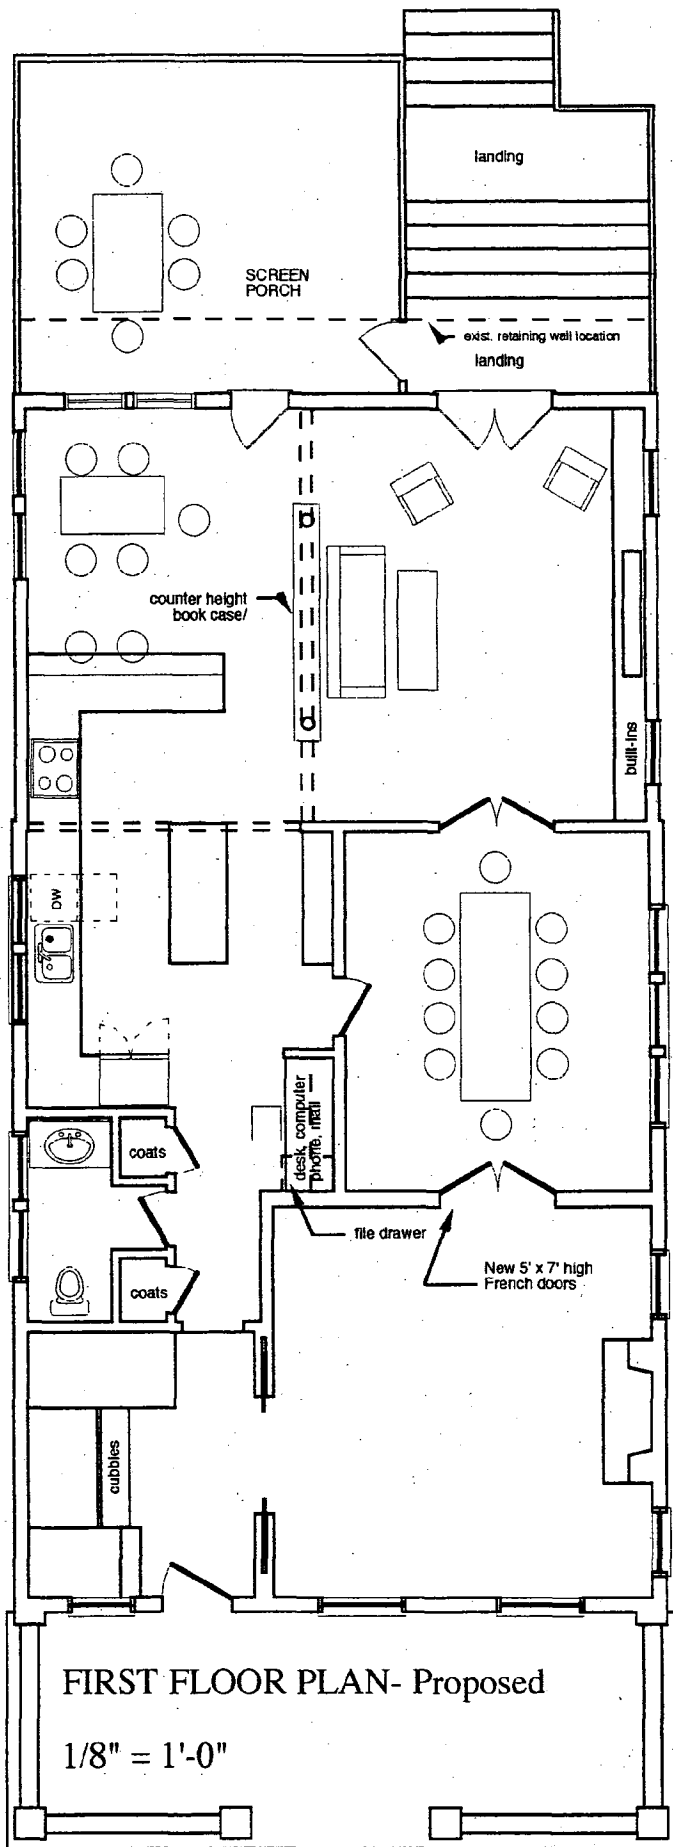 landing
SCREEN
PORCH
exist. retaining wall location
landing
counter height
book case/
built-ins
DW
desk, computer
phone, mail
coats
file drawer
New 5' x 7' high
French doors
coats
cubbies
FIRST FLOOR PLAN- Proposed
1/8" = 1'-0"